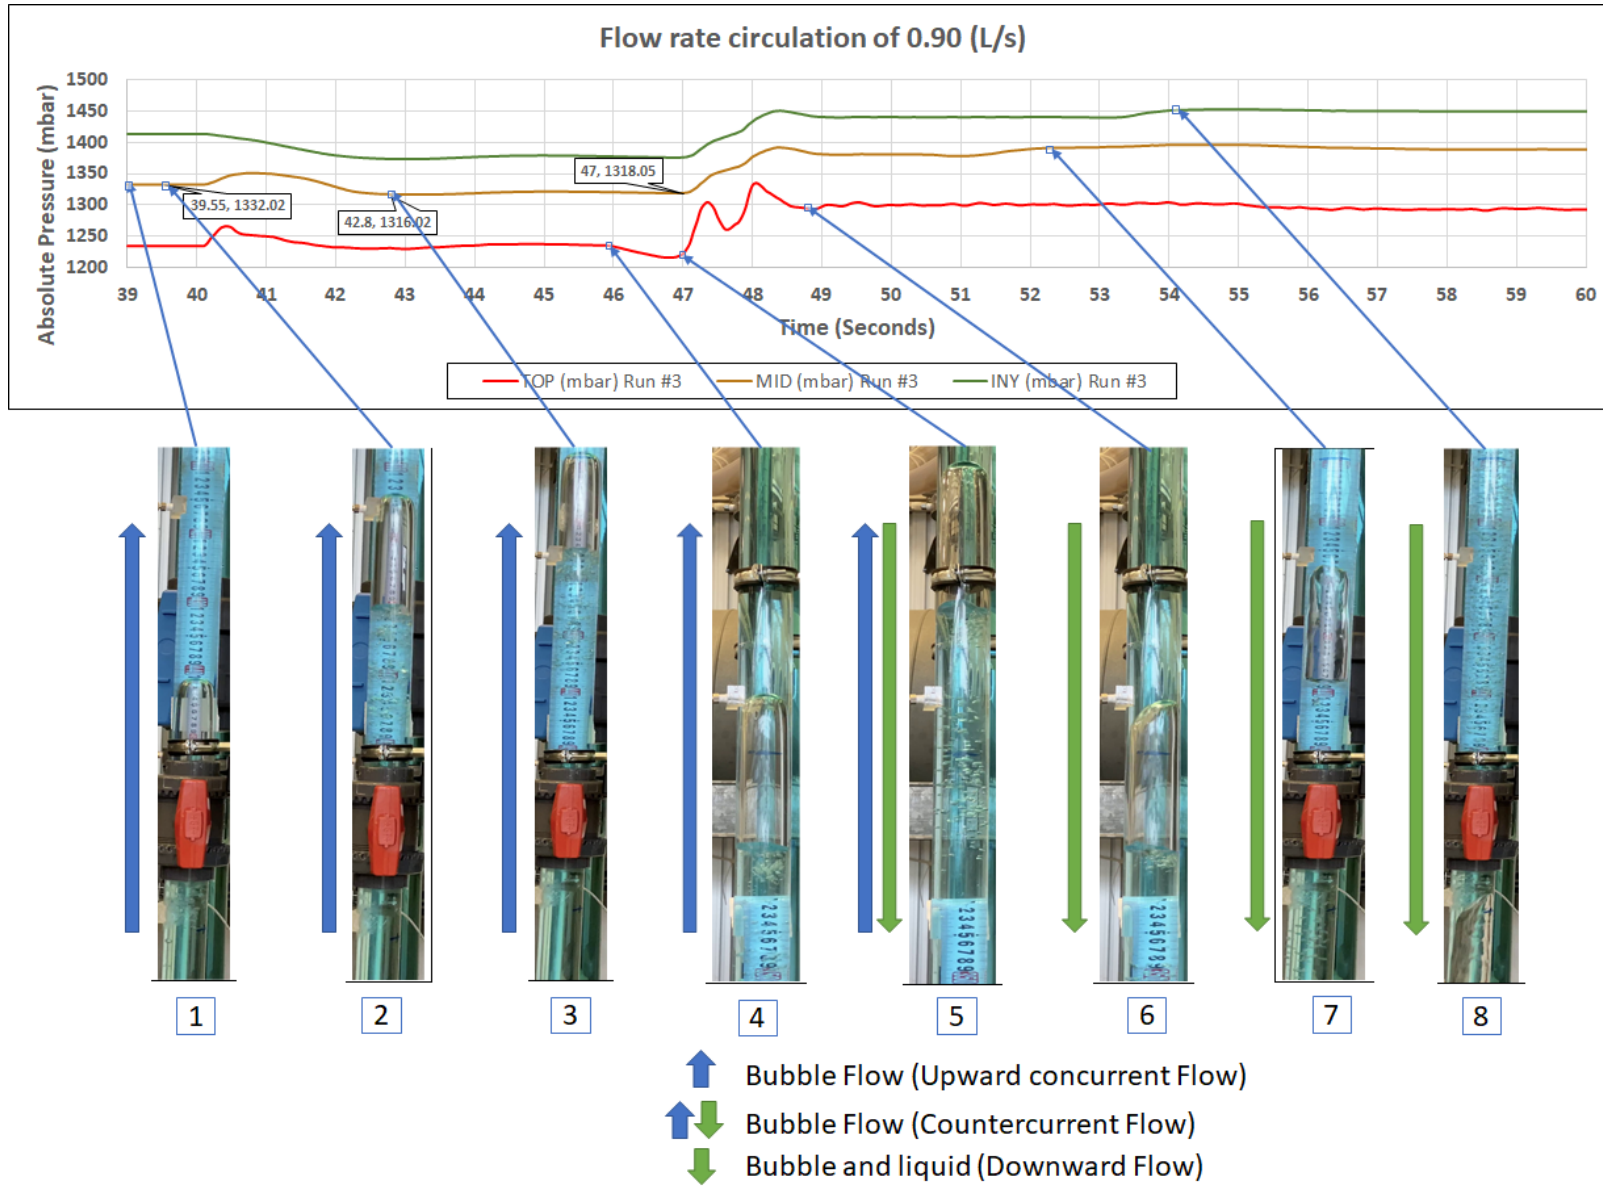 Flow rate circulation of 0.90 (L/s)
Absolute Pressure (mbar)
1500
1450
1400
1350
1300
1250
1200
47, 1318.05
39.55, 1332.02
42.8, 1316.02
39 40 41 42 43 44 45 46 47 48 49 50 51 52 53 54 55 56 57 58 59 60
Time (Seconds)
TOP (mbar) Run #3 MID (mbar) Run #3 INY (mbar) Run #3
1 2 3 4 5 6 7 8
Bubble Flow (Upward concurrent Flow)
Bubble Flow (Countercurrent Flow)
Bubble and liquid (Downward Flow)